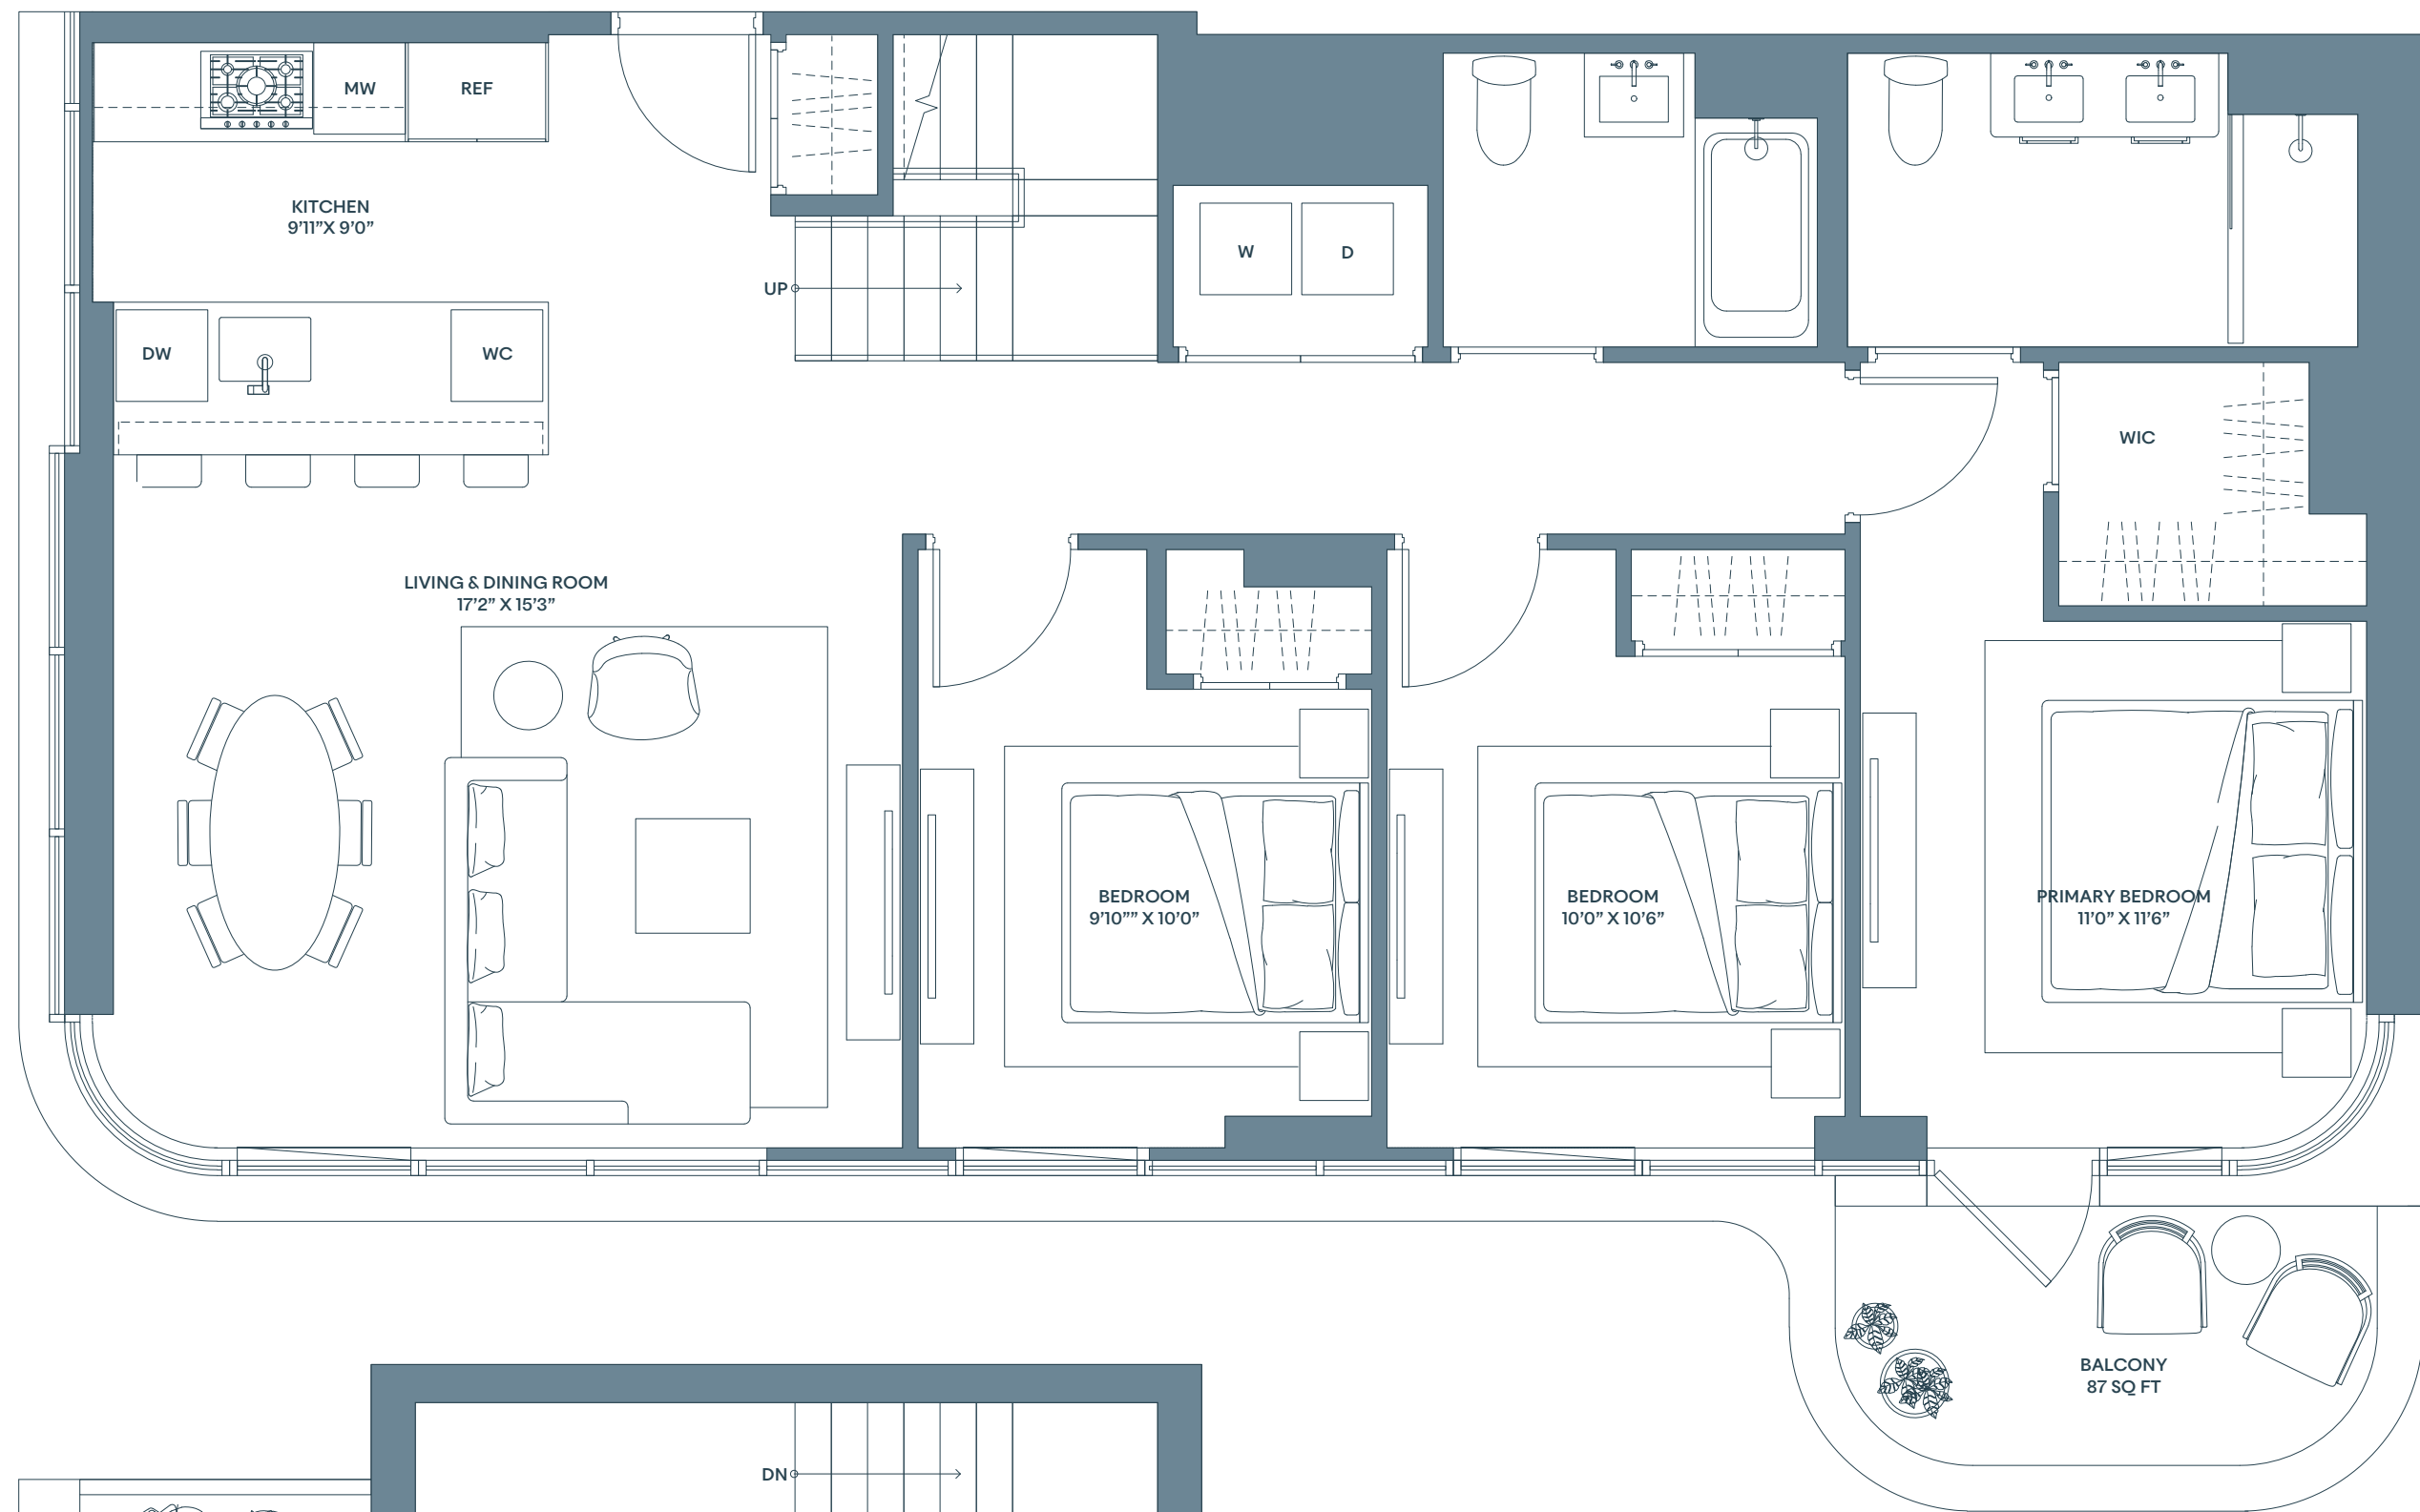 MW
REF
KITCHEN
9’11”X 9’0”
W
D
UP
DW
WC
WIC
LIVING & DINING ROOM
17’2” X 15’3”
BEDROOM
9’10”” X 10’0”
BEDROOM
10’0” X 10’6”
PRIMARY BEDROOM
11’0” X 11’6”
BALCONY
87 SQ FT
DN